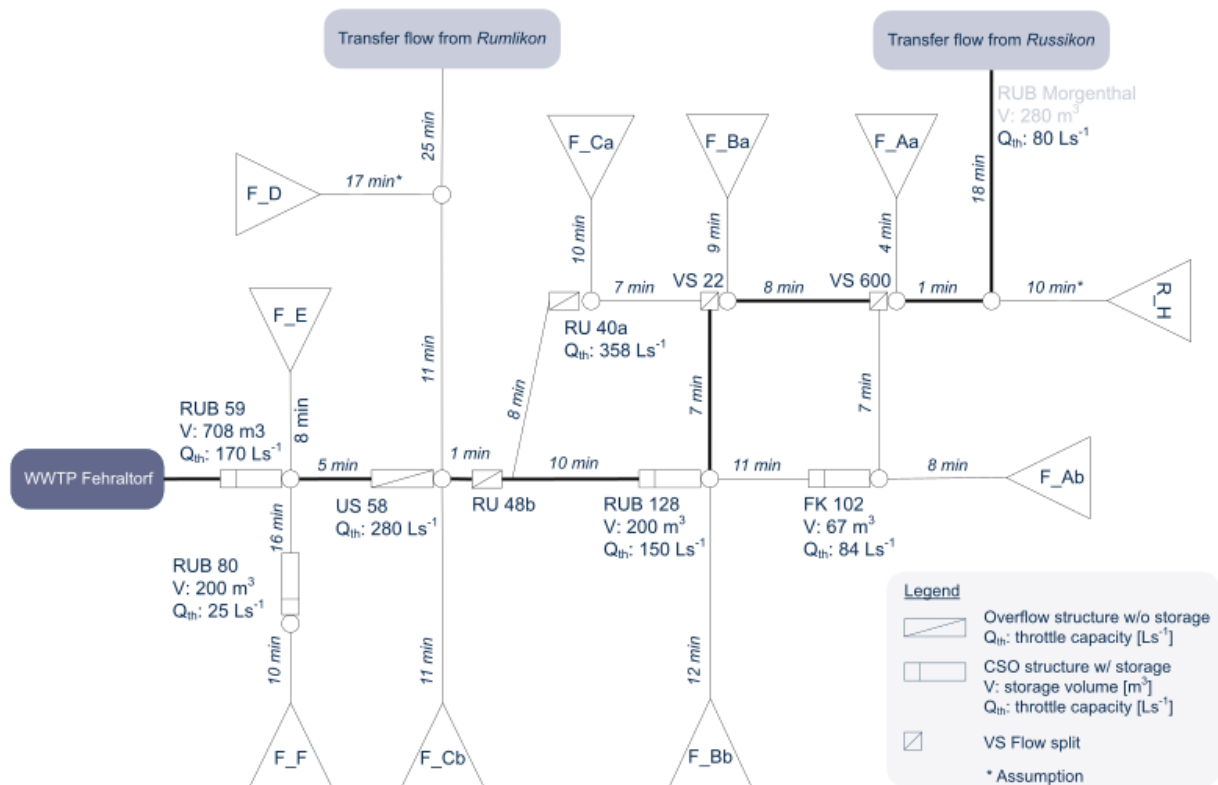 Transfer flow from Rumlikon
Transfer flow from Russikon
RUB Morgenthal
V: 280 m³
Qth: 80 Ls⁻¹
25 min
18 min
F_Ca
F_Ba
F_Aa
F_D
17 min*
10 min
9 min
4 min
VS 22
VS 600
7 min
8 min
1 min
10 min*
R_H
RU 40a
Qth: 358 Ls⁻¹
F_E
11 min
8 min
7 min
7 min
RUB 59
V: 708 m3
Qth: 170 Ls⁻¹
8 min
WWTP Fehraltorf
5 min
1 min
10 min
11 min
8 min
F_Ab
US 58
Qth: 280 Ls⁻¹
RU 48b
RUB 128
V: 200 m³
Qth: 150 Ls⁻¹
FK 102
V: 67 m³
Qth: 84 Ls⁻¹
16 min
RUB 80
V: 200 m³
Qth: 25 Ls⁻¹
10 min
11 min
12 min
F_F
F_Cb
F_Bb
Legend
Overflow structure w/o storage
Qth: throttle capacity [Ls⁻¹]
CSO structure w/ storage
V: storage volume [m³]
Qth: throttle capacity [Ls⁻¹]
VS Flow split
* Assumption